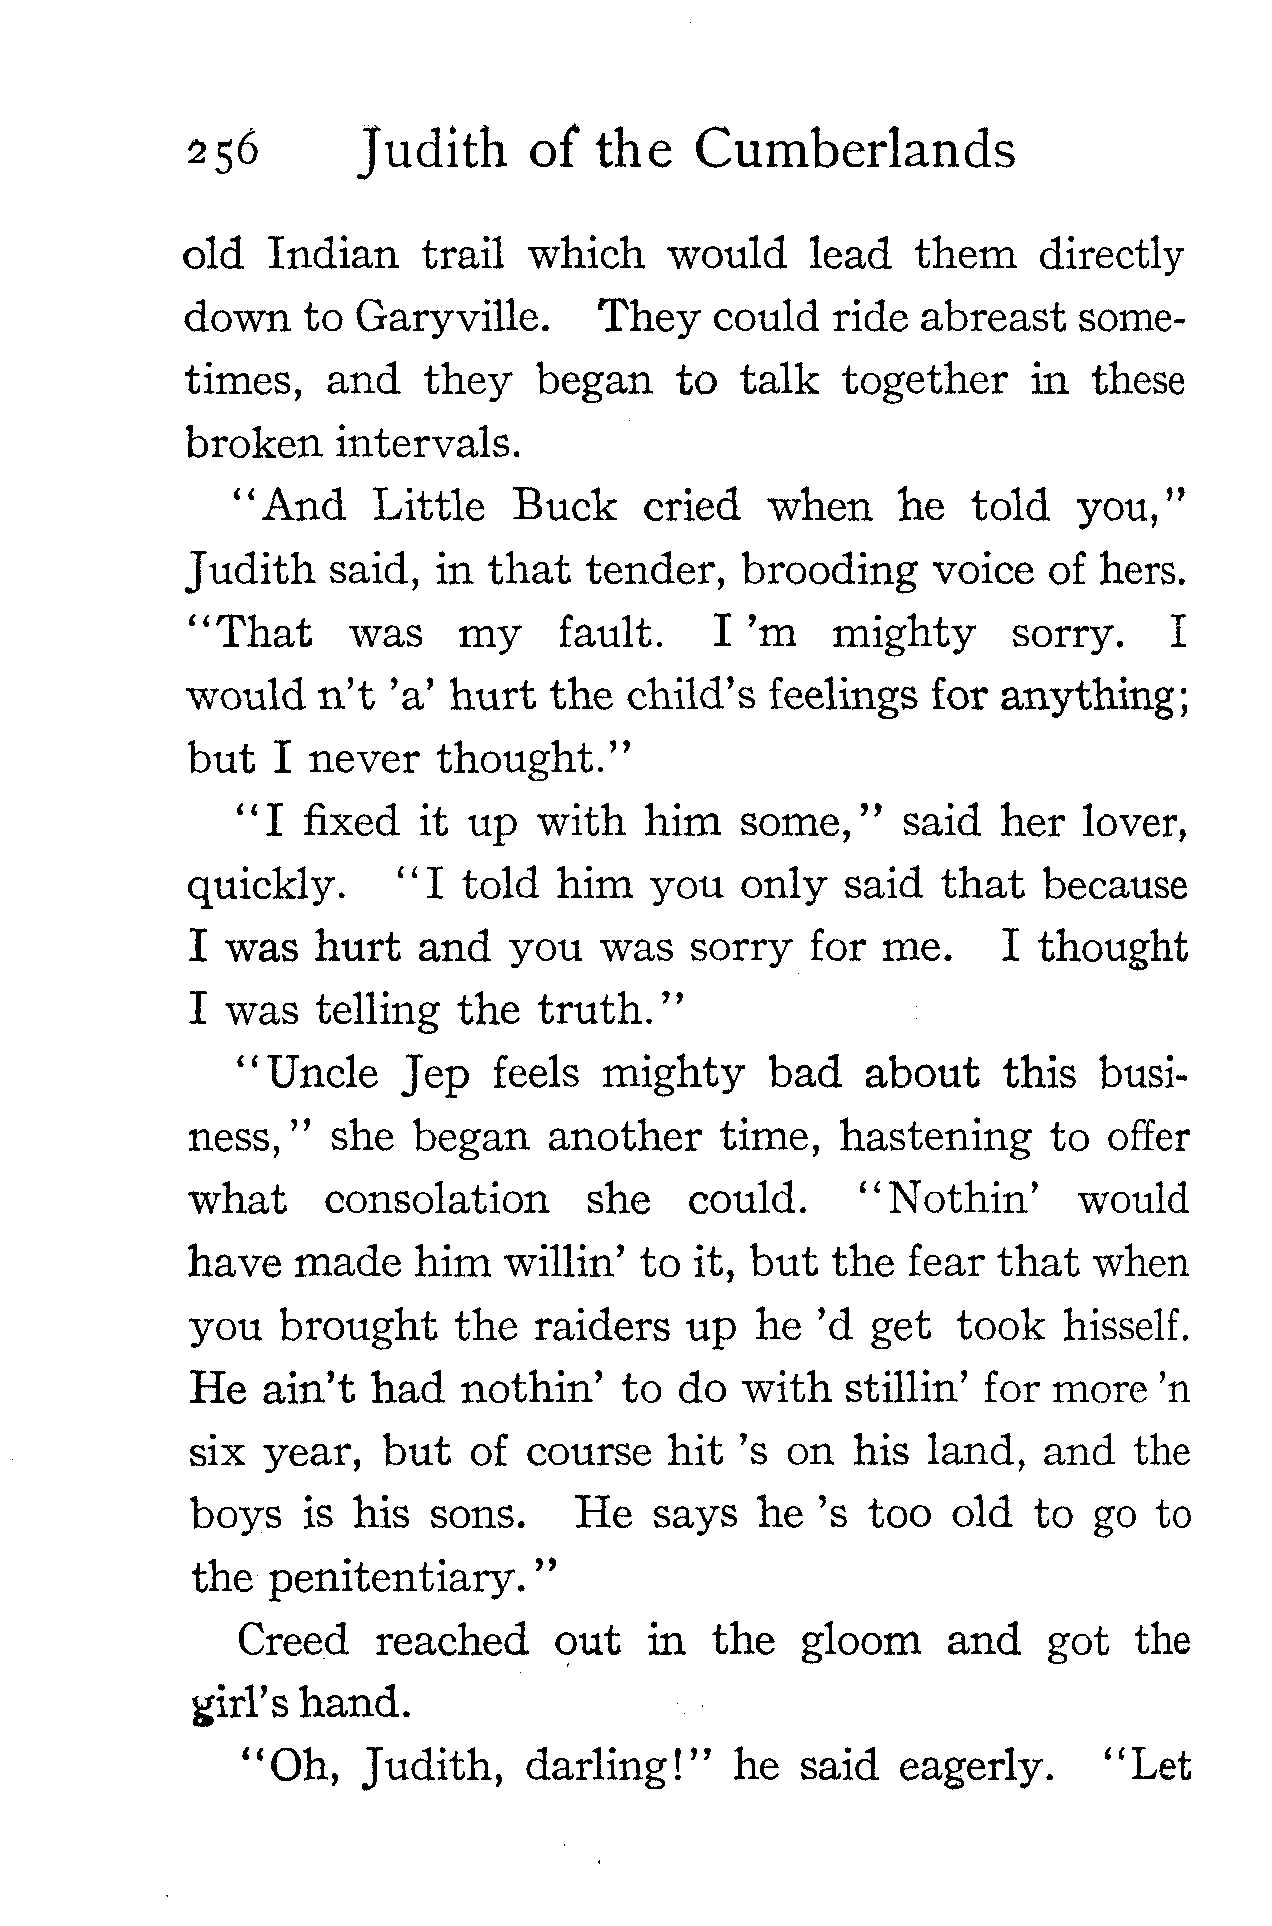 256 Judith of the Cumberlands
old Indian trail which would lead them directly
down to Garyville. They could ride abreast some-
times, and they began to talk together in these
broken intervals.
"And Little Buck cried when he told you,"
Judith said, in that tender, brooding voice of hers.
"That was my fault. I 'm mighty sorry. I
would n't 'a' hurt the child's feelings for anything;
but I never thought."
"I fixed it up with him some," said her lover,
quickly. "I told him you only said that because
I was hurt and you was sorry for me. I thought
I was telling the truth."
"Uncle Jep feels mighty bad about this busi-
ness," she began another time, hastening to offer
what consolation she could. "Nothin' would
have made him willin' to it, but the fear that when
you brought the raiders up he 'd get took hisself.
He ain't had nothin' to do with stillin' for more 'n
six year, but of course hit 's on his land, and the
boys is his sons. He says he 's too old to go to
the penitentiary."
Creed reached out in the gloom and got the
girl's hand.
"Oh, Judith, darling!" he said eagerly. "Let